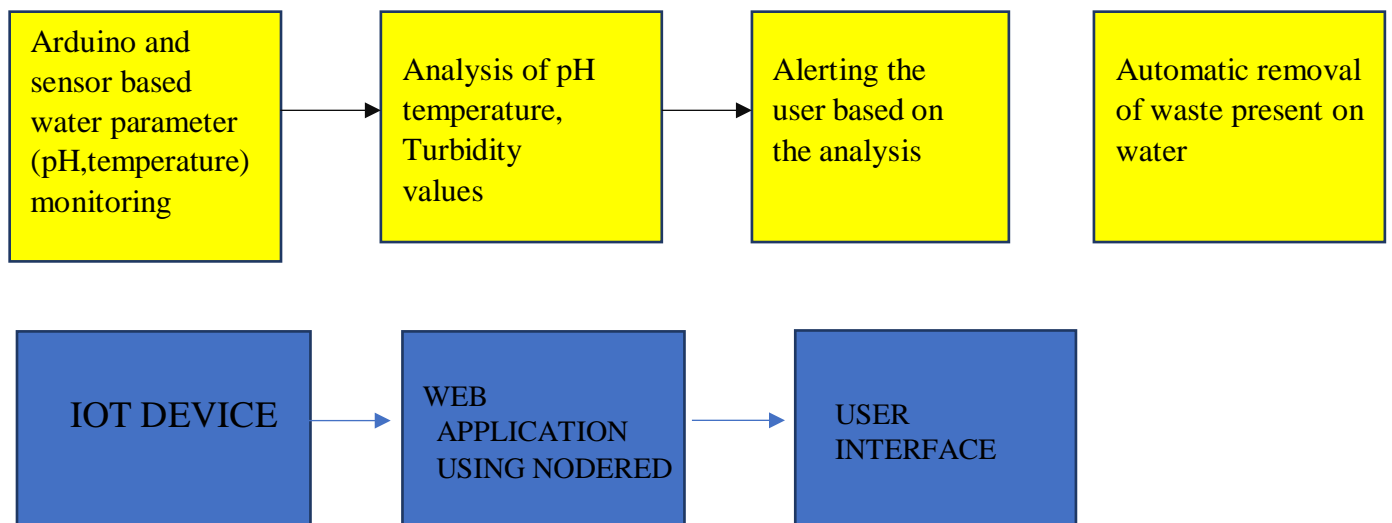 Arduino and
sensor based
water parameter
(pH,temperature)
monitoring
Analysis of pH
temperature,
Turbidity
values
Alerting the
user based on
the analysis
Automatic removal
of waste present on
water
IOT DEVICE
WEB
APPLICATION
USING NODERED
USER
INTERFACE